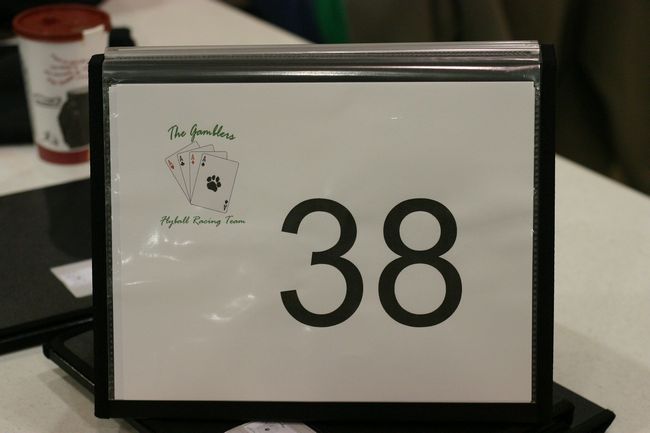 The Gamblers
A A A A
A
Flyball Racing Team
38